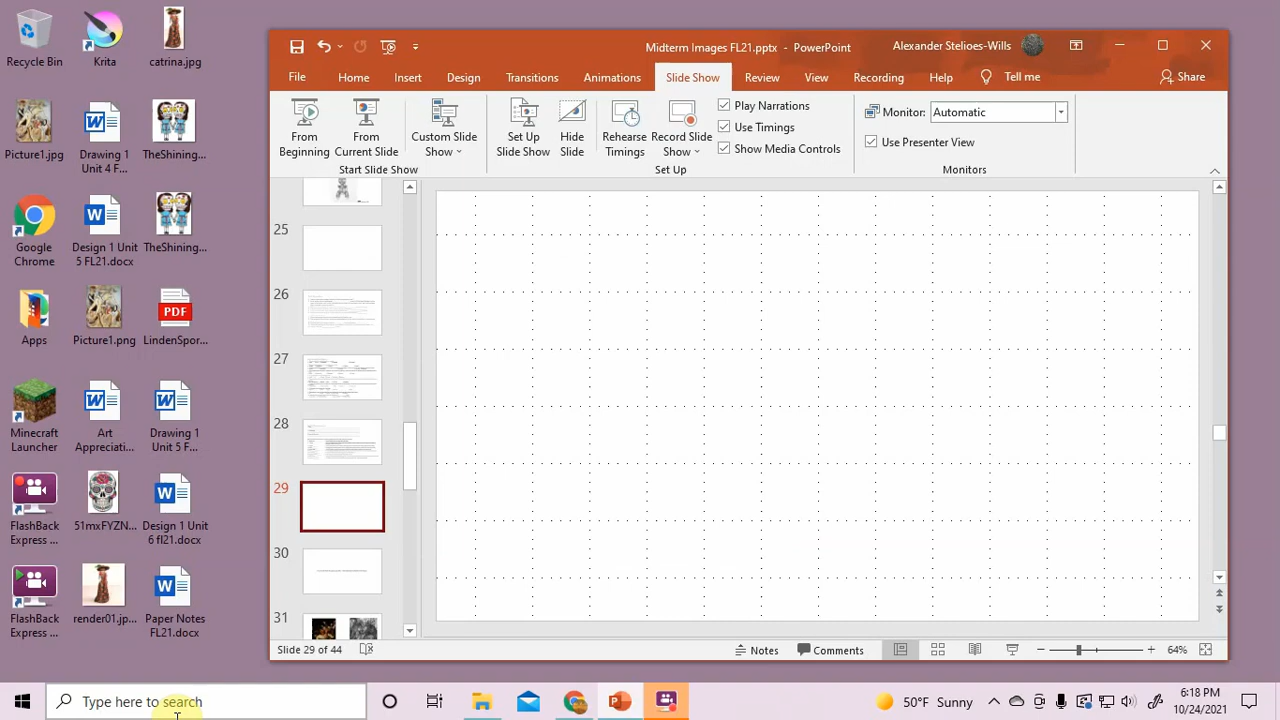 Recycle Bin
Krita
catrina.jpg
Picture1.jpg
Drawing 1
Unit 4 F...
TheShining...
Google
Chrome
Design 1 Unit
5 FL21.docx
TheShining...
Apps
Picture1.png
PDF
LindenSpor...
Minecraft
Launcher
Art
Appreciati...
Drawing 1
Unit 5 F...
FlashBack
Express ...
51mxFYZN...
Design 1 Unit
6 fl21.docx
FlashBack
Express ...
render01.jp...
Paper Notes
FL21.docx
Midterm Images FL21.pptx - PowerPoint
Alexander Stelioes-Wills
File Home Insert Design Transitions Animations Slide Show Review View Recording Help Tell me Share
From
Beginning
From
Current Slide
Custom Slide
Show
Start Slide Show
Set Up
Slide Show
Hide
Slide
Rehearse
Timings
Record Slide
Show
Play Narrations
Use Timings
Show Media Controls
Set Up
Monitor: Automatic
Use Presenter View
Monitors
25
26
27
28
29
30
31
Slide 29 of 44
Notes
Comments
64%
Type here to search
50°F Sunny
6:18 PM
10/24/2021